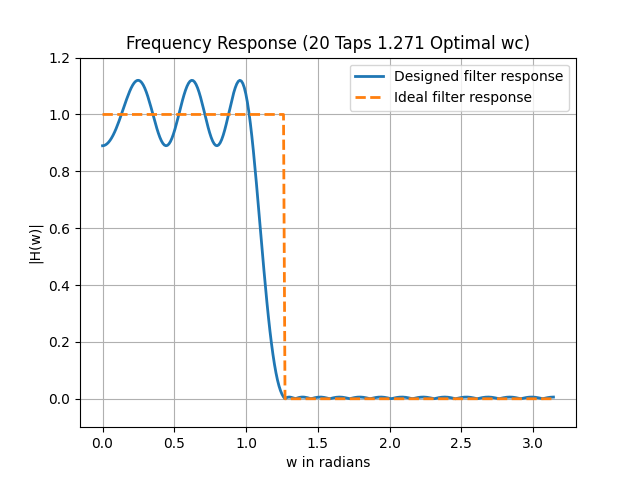 Frequency Response (20 Taps 1.271 Optimal wc)
Designed filter response
Ideal filter response
|H(w)|
1.2
1.0
0.8
0.6
0.4
0.2
0.0
0.0 0.5 1.0 1.5 2.0 2.5 3.0
w in radians